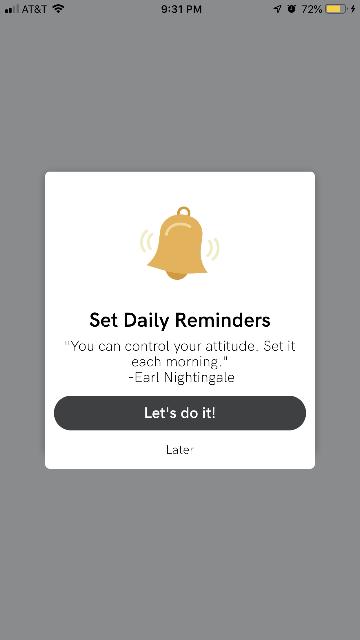 AT&T 9:31 PM 72%
Set Daily Reminders
"You can control your attitude. Set it
each morning."
-Earl Nightingale
Let's do it!
Later